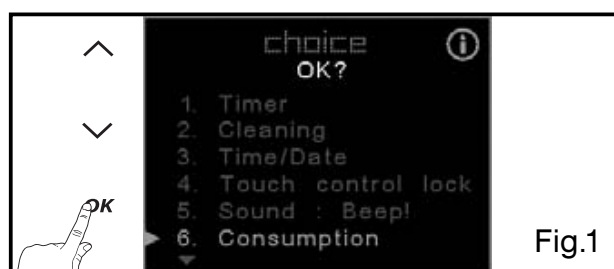 choice
OK?
1. Timer
2. Cleaning
3. Time/Date
4. Touch control lock
OK
5. Sound : Beep!
6. Consumption
Fig.1